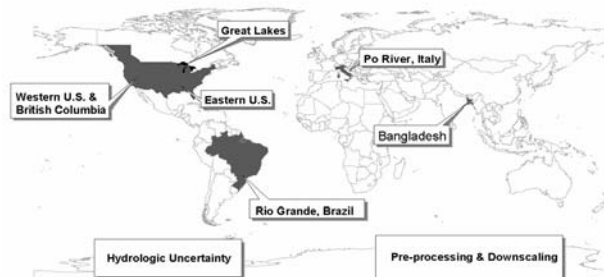 Great Lakes
Po River, Italy
Western U.S. &
British Columbia
Eastern U.S.
Bangladesh
Rio Grande, Brazil
Hydrologic Uncertainty
Pre-processing & Downscaling